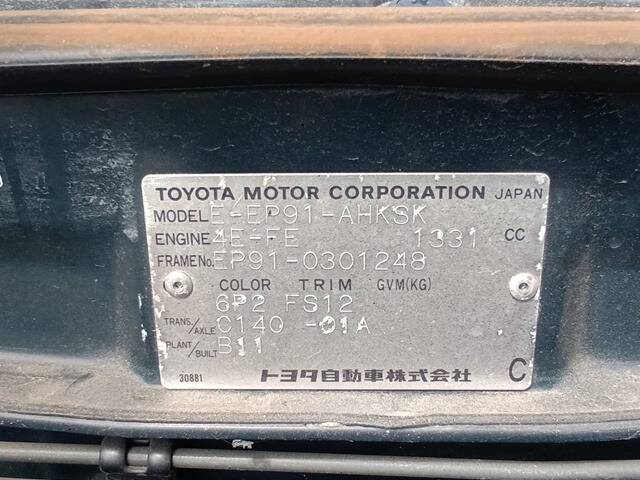 TOYOTA MOTOR CORPORATION JAPAN
MODEL E-EP91-AHKSK
ENGINE 4E-FE 1331 CC
FRAME No. EP91-0301248
COLOR TRIM GVM(KG)
6P2 FS12
TRANS./AXLE C140 -01A
PLANT/BUILT B11
30881 トヨタ自動車株式会社 C